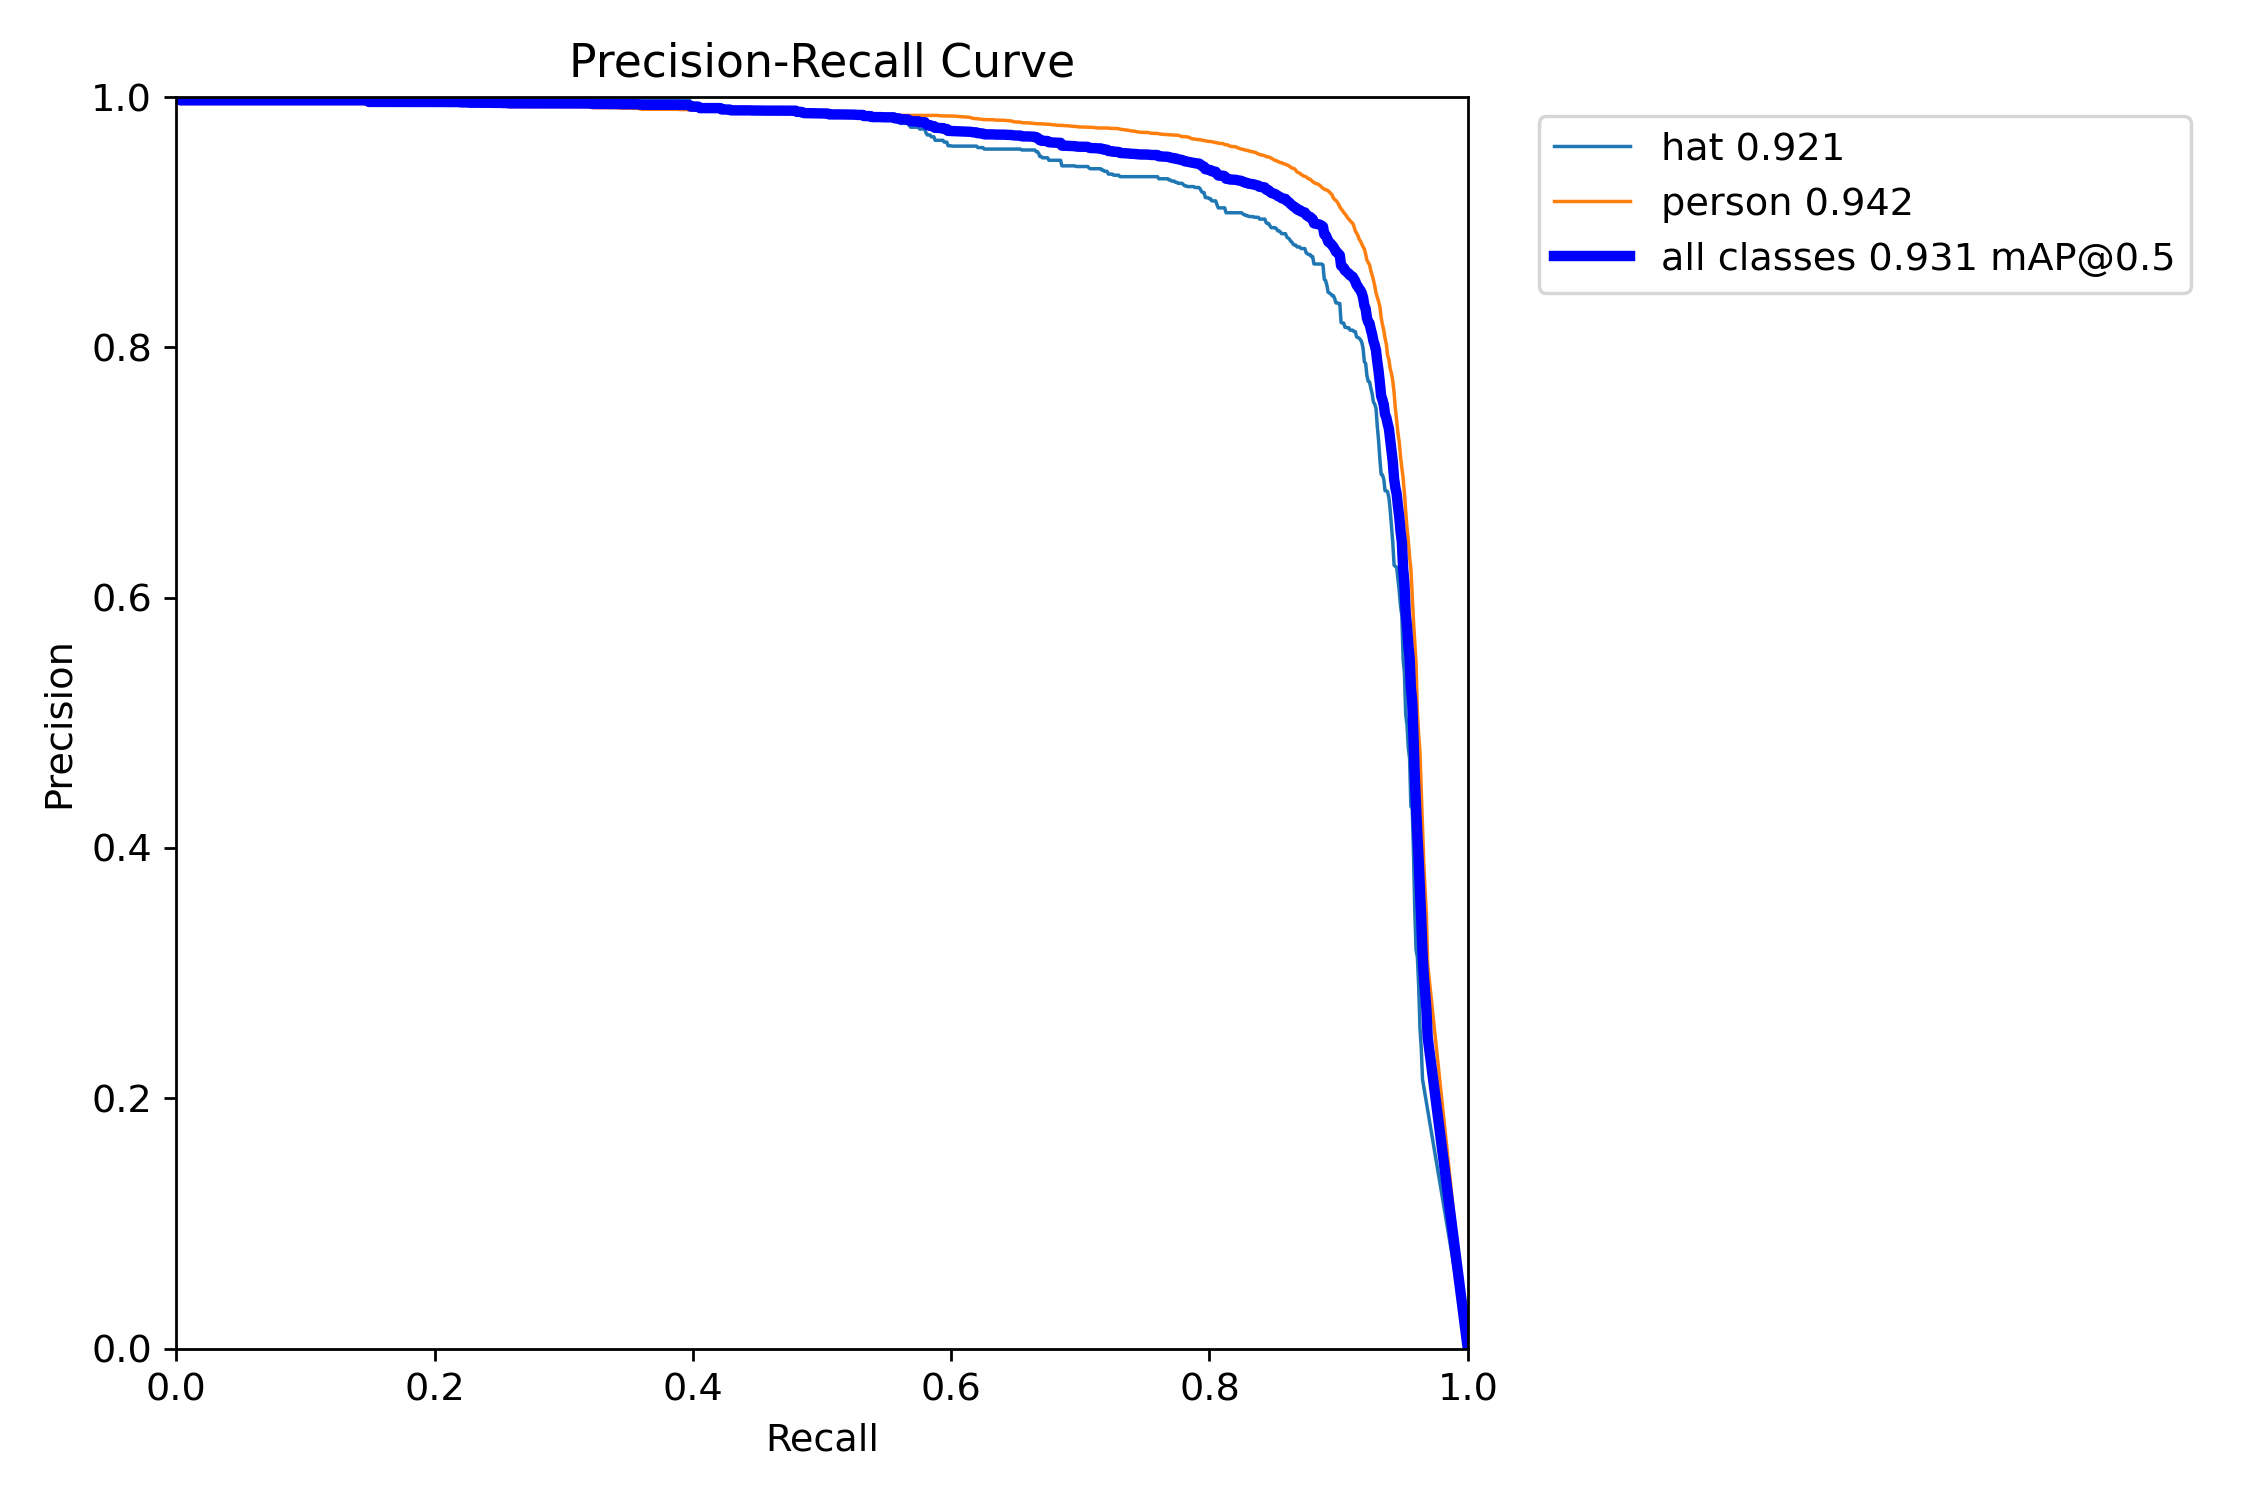 Precision-Recall Curve
hat 0.921
person 0.942
all classes 0.931 mAP@0.5
1.0
0.8
0.6
0.4
0.2
0.0
Precision
0.0 0.2 0.4 0.6 0.8 1.0
Recall